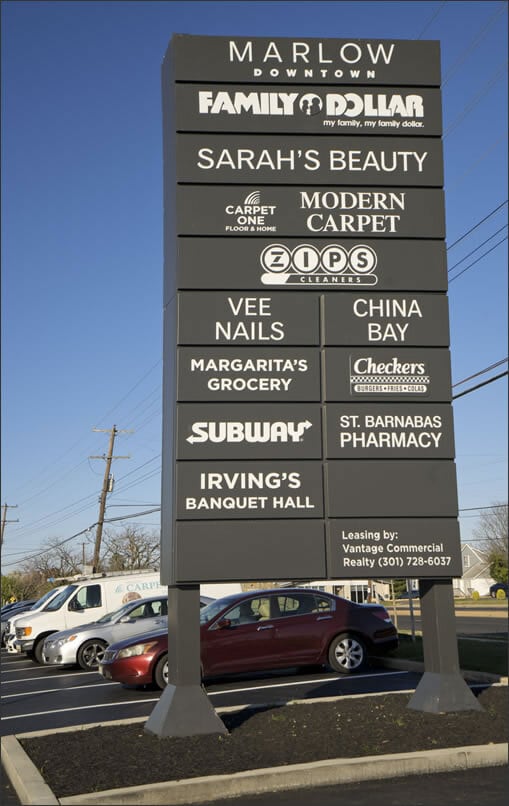 MARLOW
DOWNTOWN
FAMILY DOLLAR
my family, my family dollar.
SARAH'S BEAUTY
CARPET
ONE
FLOOR & HOME
MODERN
CARPET
ZIPS
CLEANERS
VEE
NAILS
CHINA
BAY
MARGARITA'S
GROCERY
Checkers
BURGERS • FRIES • COLAS
SUBWAY
ST. BARNABAS
PHARMACY
IRVING'S
BANQUET HALL
Leasing by:
Vantage Commercial
Realty (301) 728-6037
CARPET